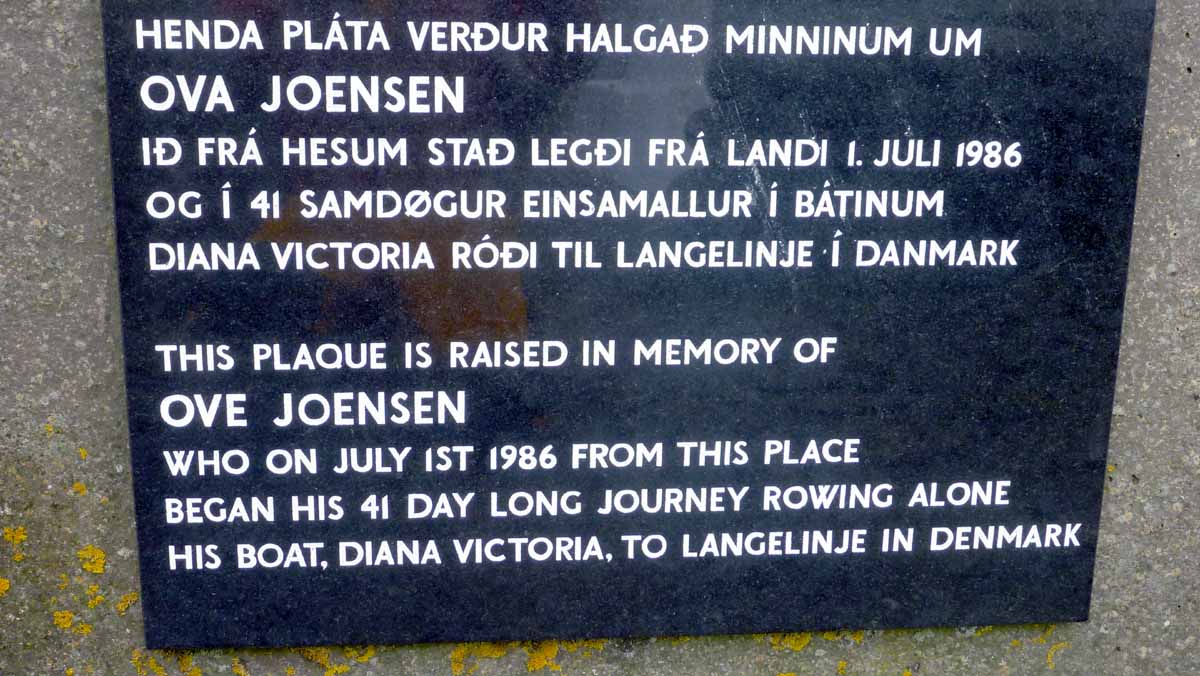 HENDA PLÁTA VERÐUR HALGAÐ MINNINUM UM
OVA JOENSEN
IÐ FRÁ HESUM STAÐ LEGÐI FRÁ LANDI 1. JULI 1986
OG Í 41 SAMDØGUR EINSAMALLUR Í BÁTINUM
DIANA VICTORIA RÓÐI TIL LANGELINJE Í DANMARK
THIS PLAQUE IS RAISED IN MEMORY OF
OVE JOENSEN
WHO ON JULY 1ST 1986 FROM THIS PLACE
BEGAN HIS 41 DAY LONG JOURNEY ROWING ALONE
HIS BOAT, DIANA VICTORIA, TO LANGELINJE IN DENMARK